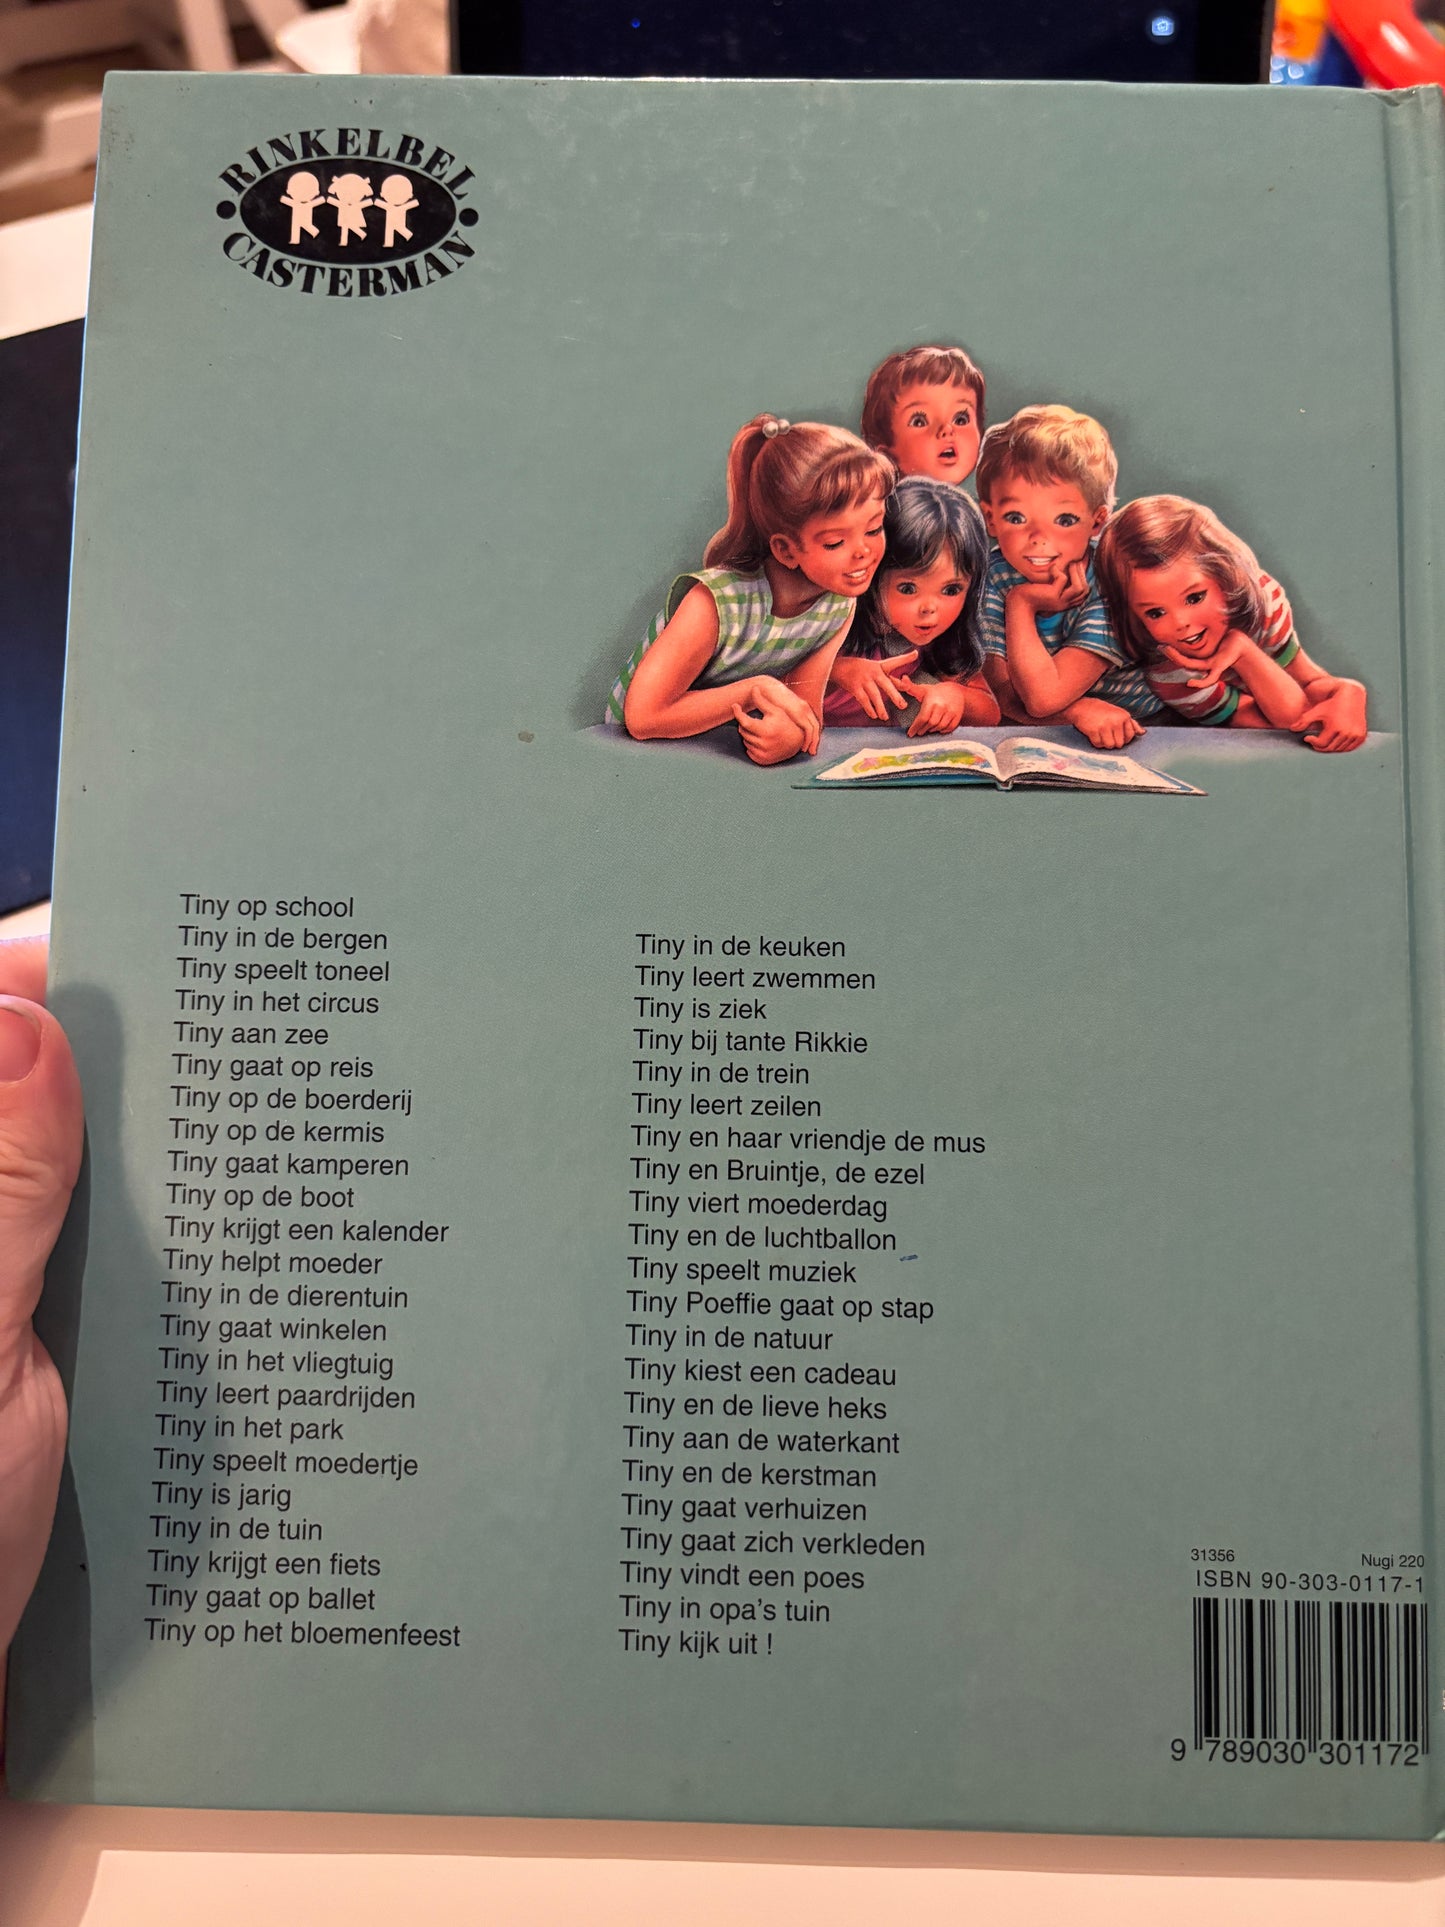 RINKELBEL
CASTERMAN
Tiny op school
Tiny in de bergen
Tiny speelt toneel
Tiny in het circus
Tiny aan zee
Tiny gaat op reis
Tiny op de boerderij
Tiny op de kermis
Tiny gaat kamperen
Tiny op de boot
Tiny krijgt een kalender
Tiny helpt moeder
Tiny in de dierentuin
Tiny gaat winkelen
Tiny in het vliegtuig
Tiny leert paardrijden
Tiny in het park
Tiny speelt moedertje
Tiny is jarig
Tiny in de tuin
Tiny krijgt een fiets
Tiny gaat op ballet
Tiny op het bloemenfeest
Tiny in de keuken
Tiny leert zwemmen
Tiny is ziek
Tiny bij tante Rikkie
Tiny in de trein
Tiny leert zeilen
Tiny en haar vriendje de mus
Tiny en Bruintje, de ezel
Tiny viert moederdag
Tiny en de luchtballon
Tiny speelt muziek
Tiny Poeffie gaat op stap
Tiny in de natuur
Tiny kiest een cadeau
Tiny en de lieve heks
Tiny aan de waterkant
Tiny en de kerstman
Tiny gaat verhuizen
Tiny gaat zich verkleden
Tiny vindt een poes
Tiny in opa's tuin
Tiny kijk uit !
31356 Nugi 220
ISBN 90-303-0117-1
9 789030 301172